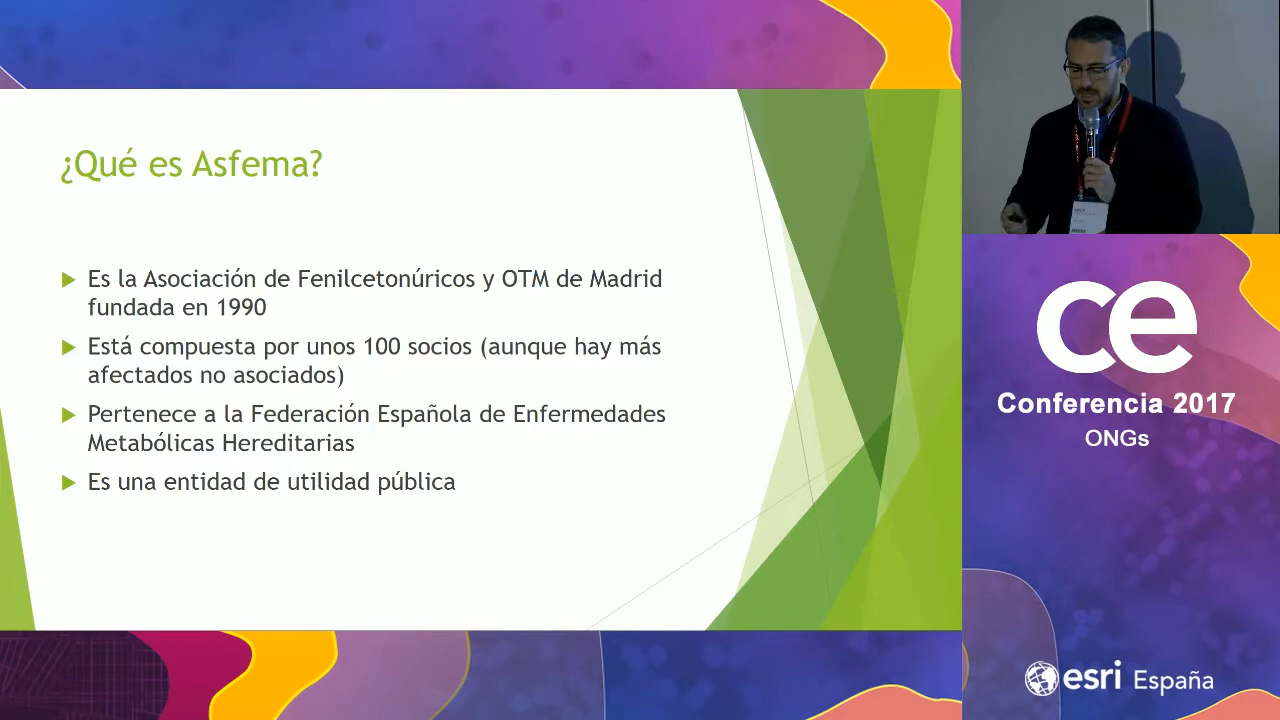 ¿Qué es Asfema?
Es la Asociación de Fenilcetonúricos y OTM de Madrid
fundada en 1990
Está compuesta por unos 100 socios (aunque hay más
afectados no asociados)
Pertenece a la Federación Española de Enfermedades
Metabólicas Hereditarias
Es una entidad de utilidad pública
ce
Conferencia 2017
ONGs
esri España